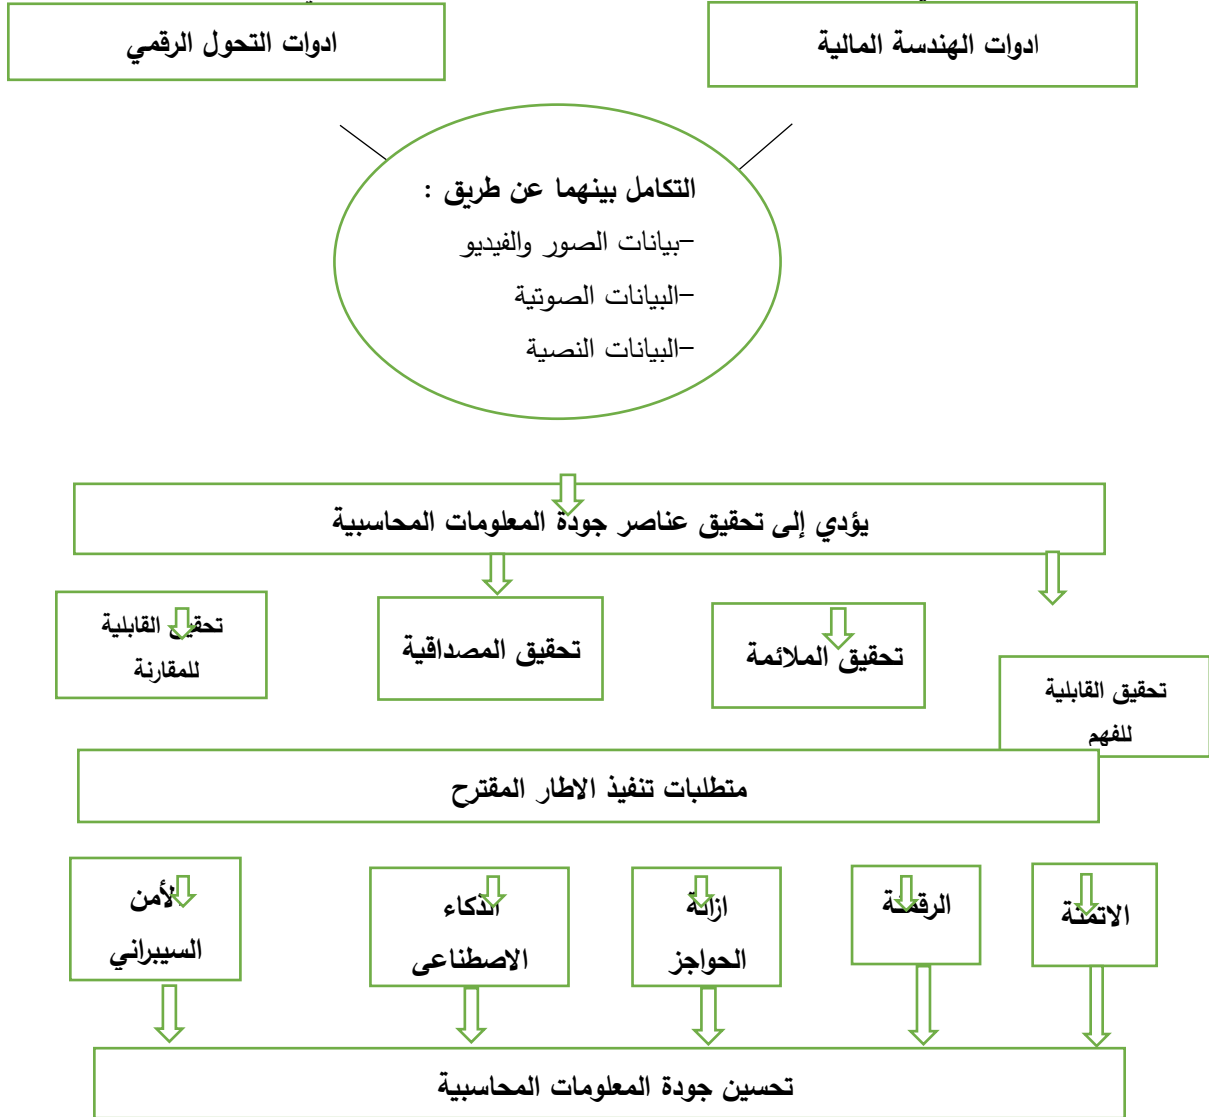 ادوات الهندسة المالية
ادوات التحول الرقمي
التكامل بينهما عن طريق :
-بيانات الصور والفيديو
-البيانات الصوتية
-البيانات النصية
يؤدي إلى تحقيق عناصر جودة المعلومات المحاسبية
تحقيق القابلية
للفهم
تحقيق الملائمة
تحقيق المصداقية
تحقيق القابلية
للمقارنة
متطلبات تنفيذ الاطار المقترح
الاتمتة
الرقمنة
ازالة
الحواجز
الذكاء
الاصطناعى
الأمن
السيبراني
تحسين جودة المعلومات المحاسبية